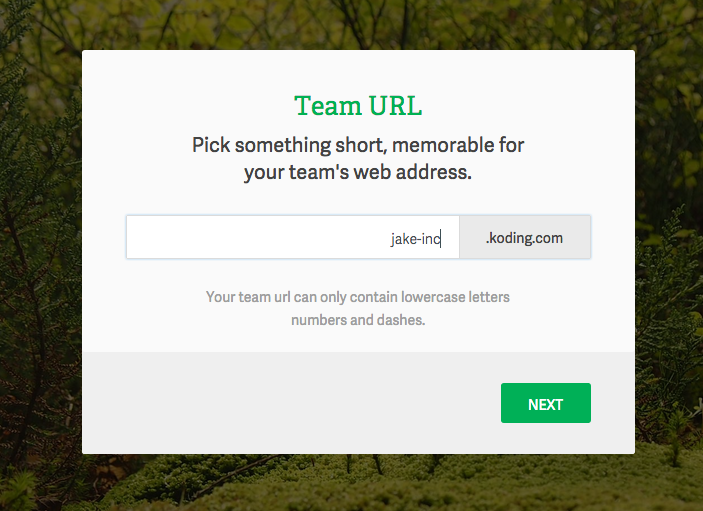 Team URL
Pick something short, memorable for
your team's web address.
jake-inc .koding.com
Your team url can only contain lowercase letters
numbers and dashes.
NEXT